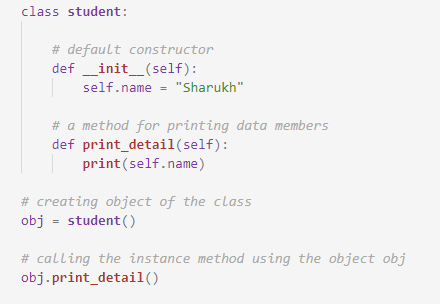 class student:
    # default constructor
    def __init__(self):
        self.name = "Sharukh"
    # a method for printing data members
    def print_detail(self):
        print(self.name)
# creating object of the class
obj = student()
# calling the instance method using the object obj
obj.print_detail()